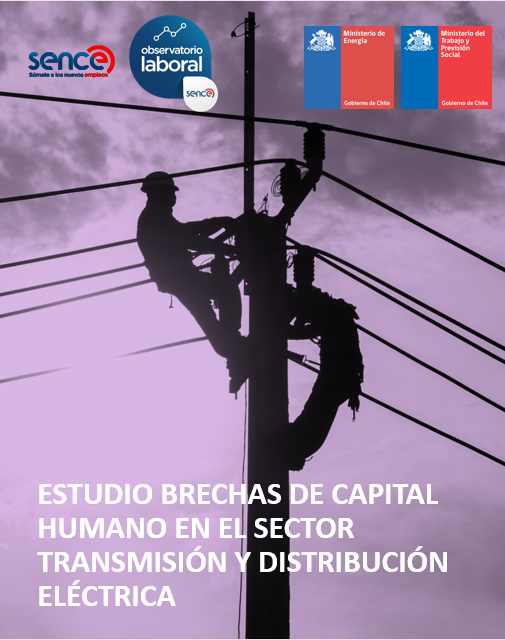 sence
Súmate a los nuevos empleos
observatorio
laboral
sence
Ministerio de
Energía
Gobierno de Chile
Ministerio del
Trabajo y
Previsión
Social
Gobierno de Chile
ESTUDIO BRECHAS DE CAPITAL
HUMANO EN EL SECTOR
TRANSMISIÓN Y DISTRIBUCIÓN
ELÉCTRICA